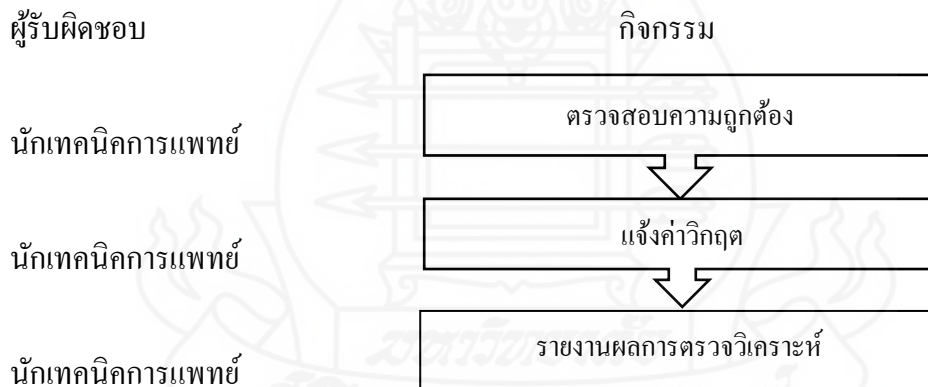 ผู้รับผิดชอบ กิจกรรม
นักเทคนิคการแพทย์ ตรวจสอบความถูกต้อง
นักเทคนิคการแพทย์ แจ้งค่าวิกฤต
นักเทคนิคการแพทย์ รายงานผลการตรวจวิเคราะห์